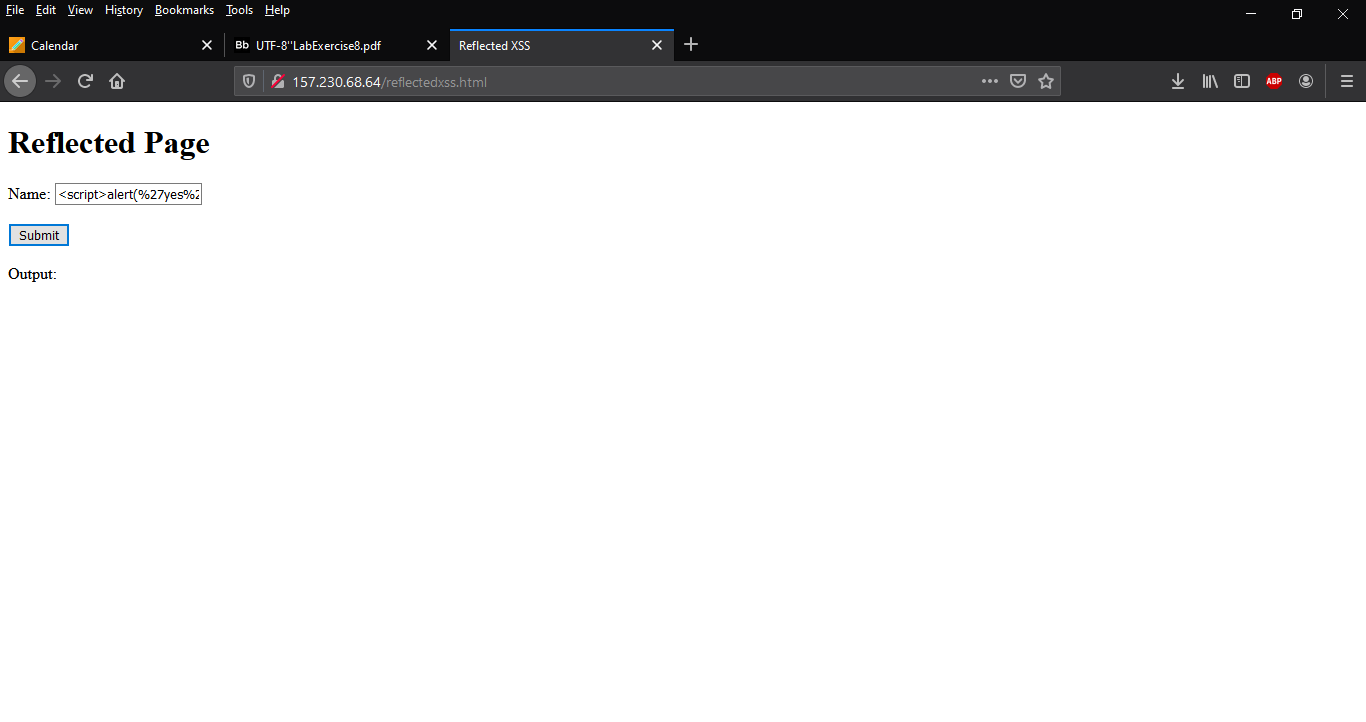 File Edit View History Bookmarks Tools Help
Calendar
Bb UTF-8''LabExercise8.pdf
Reflected XSS
157.230.68.64/reflectedxss.html
ABP
Reflected Page
Name: <script>alert(%27yes%2
Submit
Output: